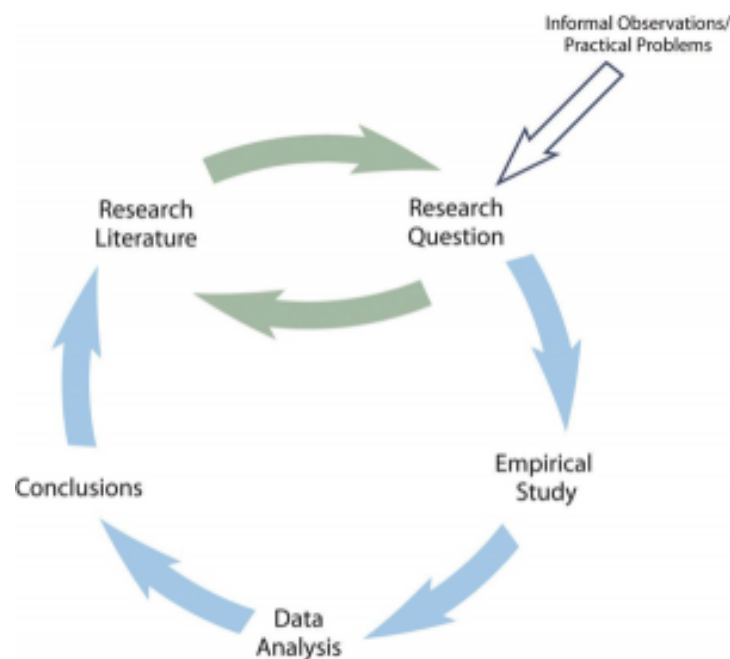 Informal Observations/
Practical Problems
Research
Literature
Research
Question
Empirical
Study
Conclusions
Data
Analysis